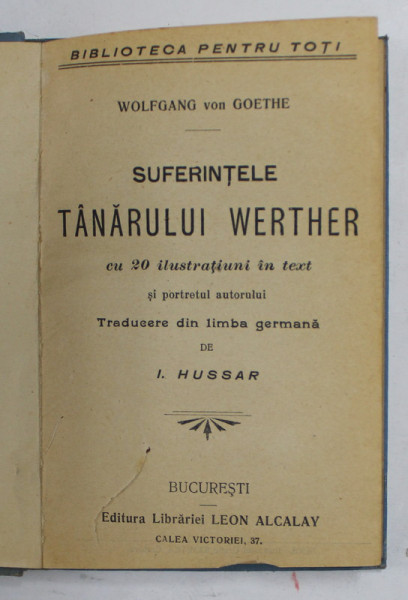 BIBLIOTECA PENTRU TOȚI
WOLFGANG von GOETHE
SUFERINȚELE
TÂNĂRULUI WERTHER
cu 20 ilustrațiuni în text
și portretul autorului
Traducere din limba germană
DE
I. HUSSAR
BUCUREȘTI
Editura Librăriei LEON ALCALAY
CALEA VICTORIEI, 37.